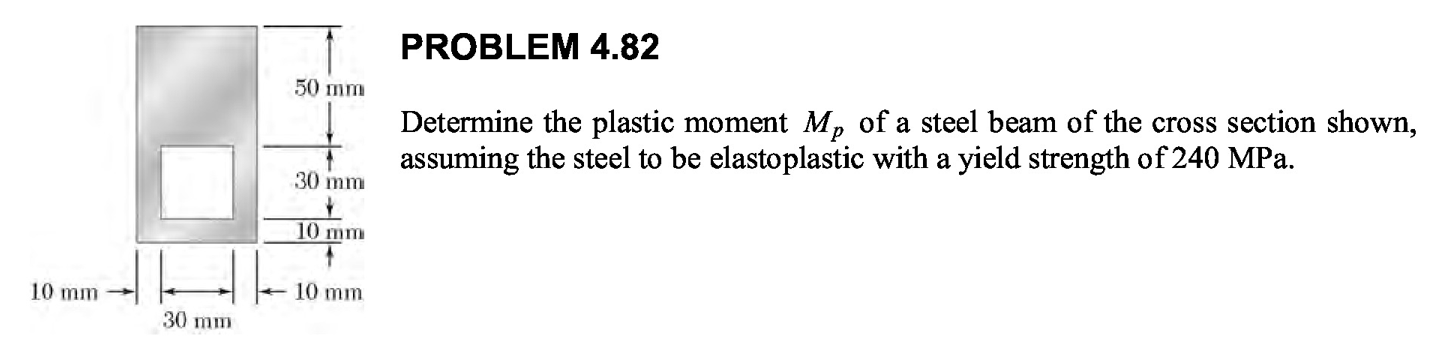 PROBLEM 4.82
Determine the plastic moment Mp of a steel beam of the cross section shown,
assuming the steel to be elastoplastic with a yield strength of 240 MPa.
50 mm
30 mm
10 mm
10 mm
10 mm
30 mm